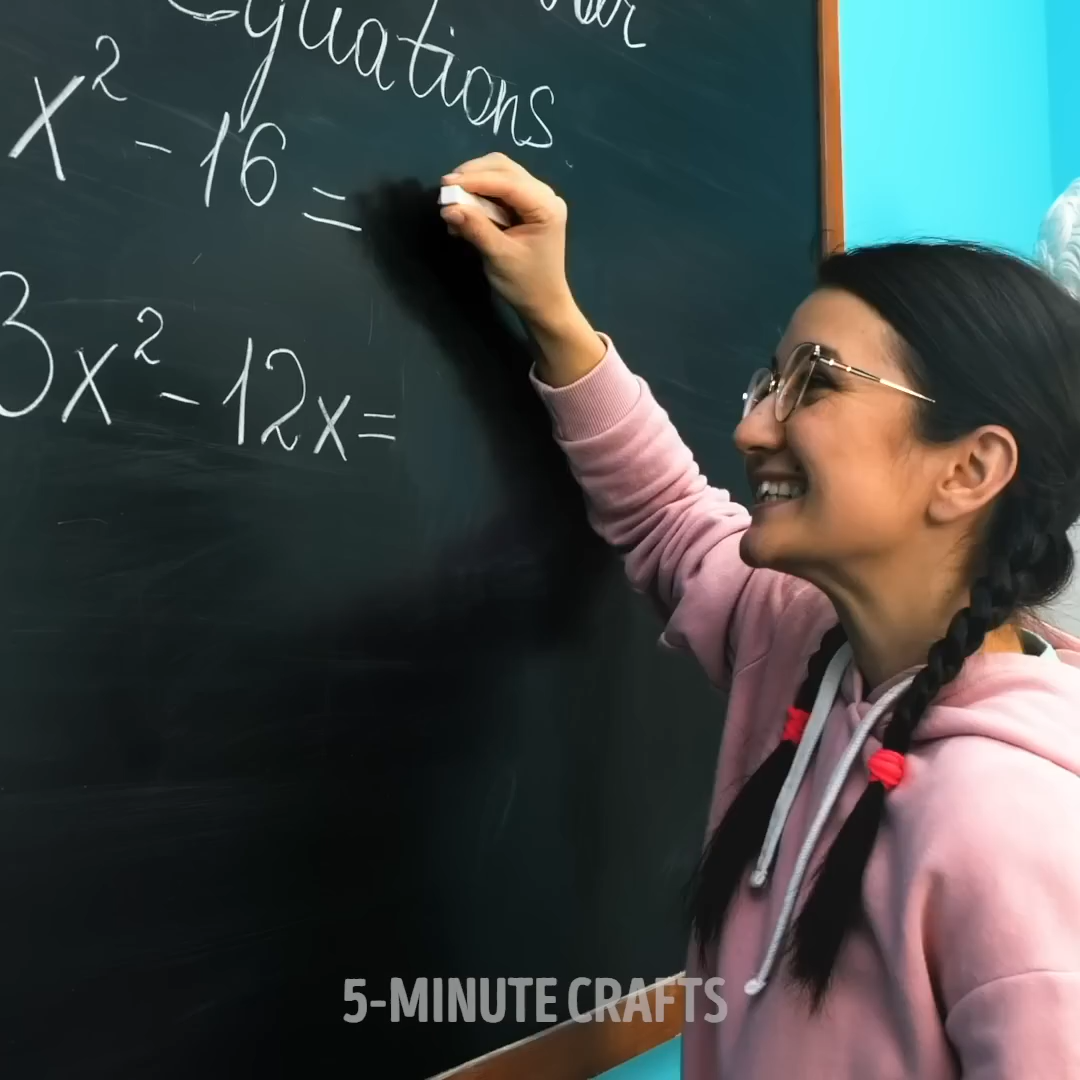 Equations
x² - 16 =
3x² - 12x =
5-MINUTE CRAFTS